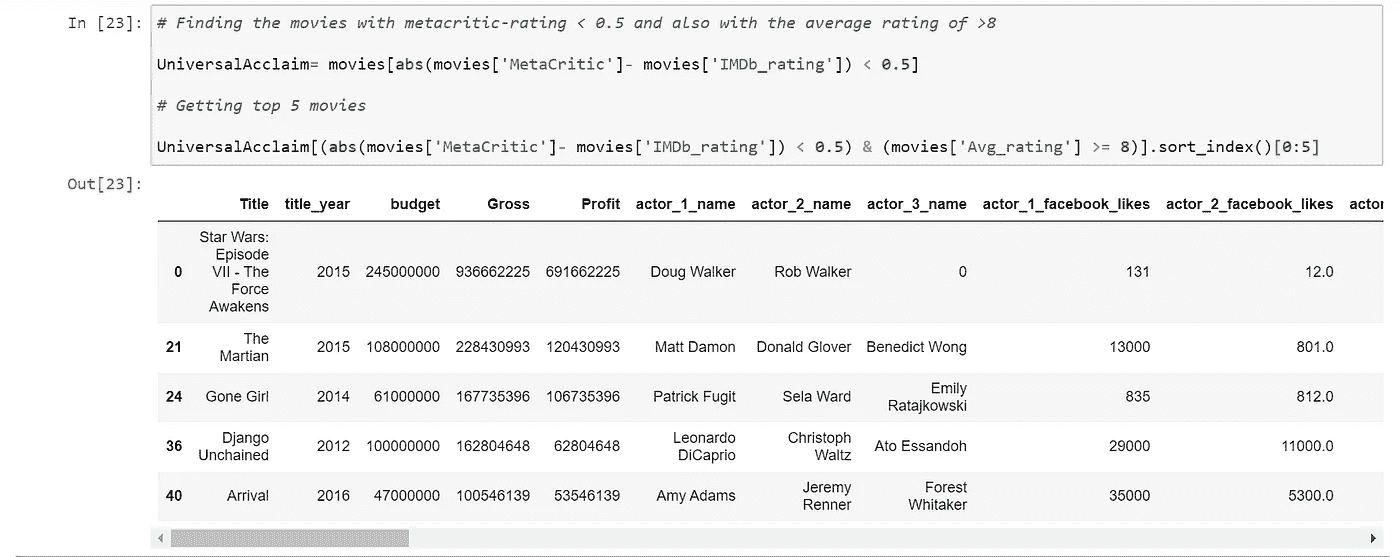 In [23]: # Finding the movies with metacritic-rating < 0.5 and also with the average rating of >8
UniversalAcclaim= movies[abs(movies['MetaCritic']- movies['IMDb_rating']) < 0.5]
# Getting top 5 movies
UniversalAcclaim[(abs(movies['MetaCritic']- movies['IMDb_rating']) < 0.5) & (movies['Avg_rating'] >= 8)].sort_index()[0:5]
Out[23]:
Title title_year budget Gross Profit actor_1_name actor_2_name actor_3_name actor_1_facebook_likes actor_2_facebook_likes actor
Star Wars:
Episode
0 VII - The 2015 245000000 936662225 691662225 Doug Walker Rob Walker 0 131 12.0
Force
Awakens
The
21 2015 108000000 228430993 120430993 Matt Damon Donald Glover Benedict Wong 13000 801.0
Martian
24 Gone Girl 2014 61000000 167735396 106735396 Patrick Fugit Sela Ward Emily 835 812.0
Ratajkowski
36 Django 2012 100000000 162804648 62804648 Leonardo Christoph Ato Essandoh 29000 11000.0
Unchained DiCaprio Waltz
40 Arrival 2016 47000000 100546139 53546139 Amy Adams Jeremy Forest 35000 5300.0
Renner Whitaker